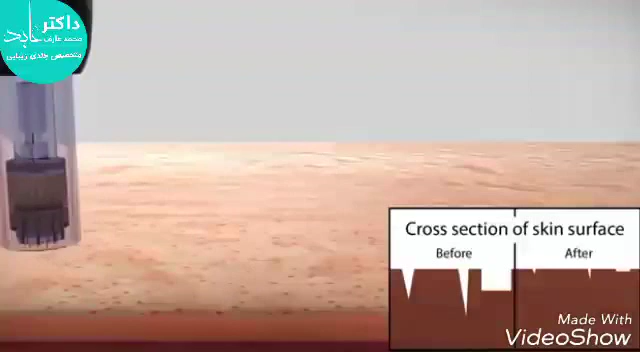 داکتر
محمد عارف
متخصص جلدی زیبایی
Cross section of skin surface
Before
After
Made With
VideoShow